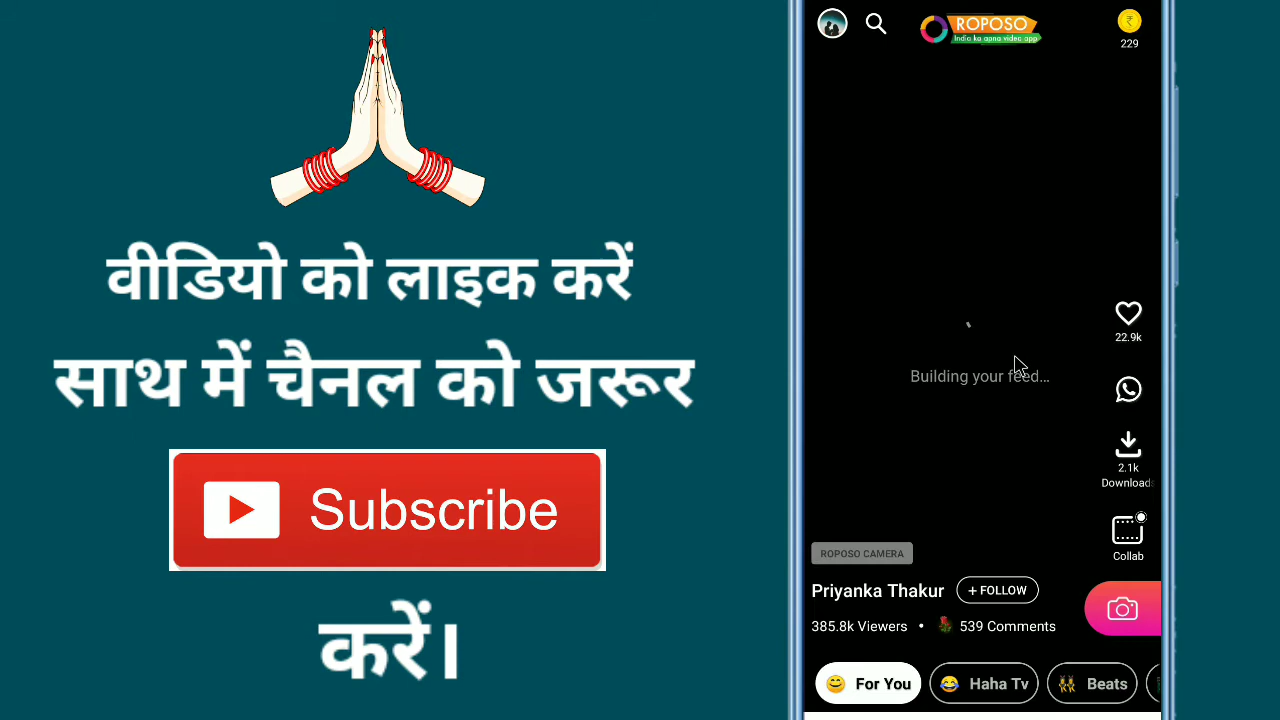 वीडियो को लाइक करें
साथ में चैनल को जरूर
Subscribe
करें।
ROPOSO
India ka apna video app
229
22.9k
Building your feed...
2.1k
Downloads
Collab
ROPOSO CAMERA
Priyanka Thakur
+ FOLLOW
385.8k Viewers • 539 Comments
For You
Haha Tv
Beats